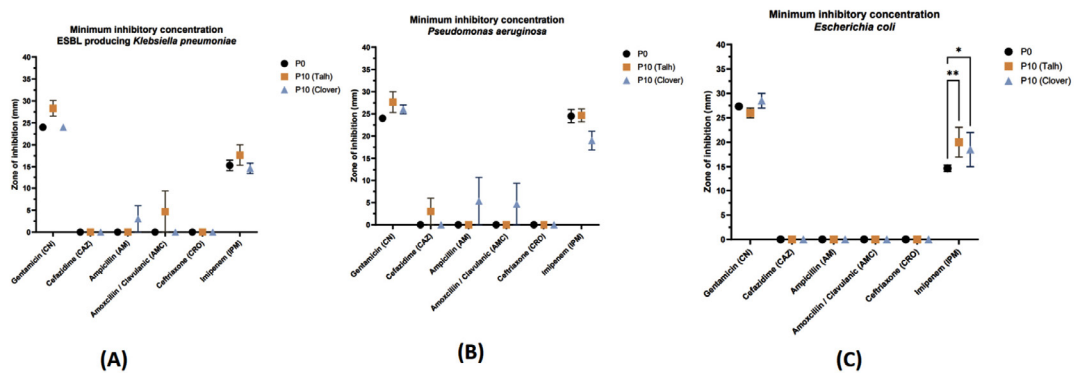 Minimum inhibitory concentration
ESBL producing Klebsiella pneumoniae
P0
P10 (Talh)
P10 (Clover)
Zone of inhibition (mm)
40
35
30
25
20
15
10
5
0
Gentamicin (CN)
Cefazidime (CAZ)
Ampicillin (AM)
Amoxcillin / Clavulanic (AMC)
Ceftriaxone (CRO)
Imipenem (IPM)
(A)
Minimum inhibitory concentration
Pseudomonas aeruginosa
P0
P10 (Talh)
P10 (Clover)
Zone of inhibition (mm)
40
35
30
25
20
15
10
5
0
Gentamicin (CN)
Cefazidime (CAZ)
Ampicillin (AM)
Amoxcillin / Clavulanic (AMC)
Ceftriaxone (CRO)
Imipenem (IPM)
(B)
Minimum inhibitory concentration
Escherichia coli
P0
P10 (Talh)
P10 (Clover)
*
**
Zone of inhibition (mm)
40
35
30
25
20
15
10
5
0
Gentamicin (CN)
Cefazidime (CAZ)
Ampicillin (AM)
Amoxcillin / Clavulanic (AMC)
Ceftriaxone (CRO)
Imipenem (IPM)
(C)